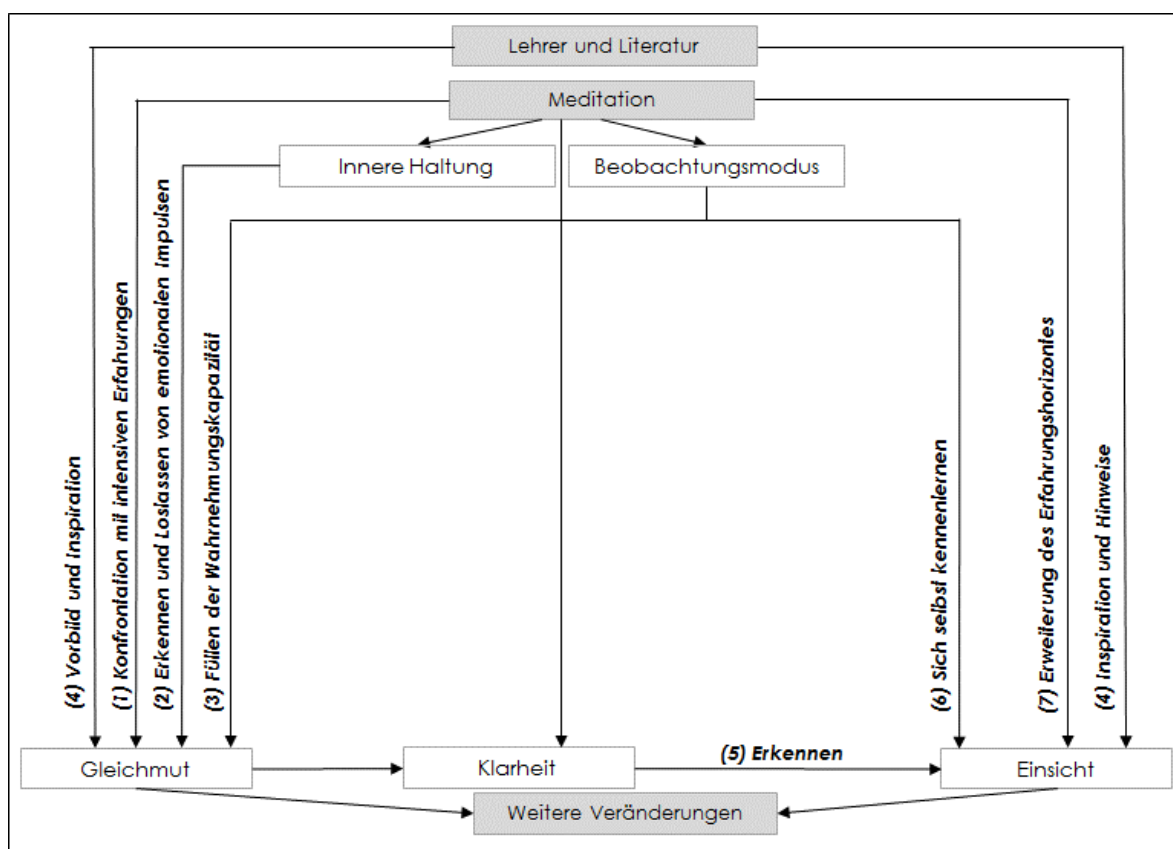 Lehrer und Literatur
Meditation
Innere Haltung
Beobachtungsmodus
(4) Vorbild und Inspiration
(1) Konfrontation mit intensiven Erfahrungen
(2) Erkennen und Loslassen von emotionalen Impulsen
(3) Füllen der Wahrnehmungskapazität
(6) Sich selbst kennenlernen
(7) Erweiterung des Erfahrungshorizontes
(4) Inspiration und Hinweise
Gleichmut
Klarheit
(5) Erkennen
Einsicht
Weitere Veränderungen